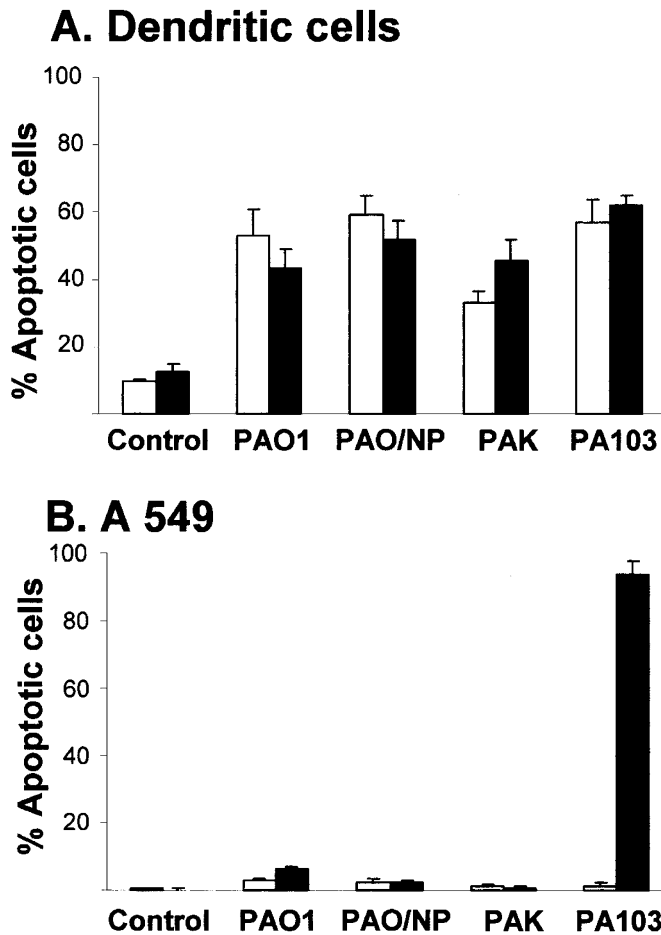 A. Dendritic cells
% Apoptotic cells
100
80
60
40
20
Control PAO1 PAO/NP PAK PA103
B. A 549
% Apoptotic cells
100
80
60
40
20
Control PAO1 PAO/NP PAK PA103